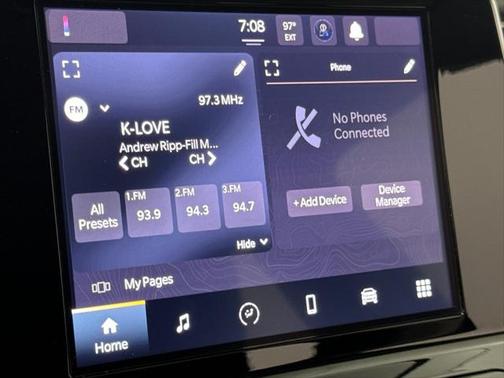 7:08
97°
EXT
FM
97.3 MHz
K-LOVE
Andrew Ripp-Fill M...
CH
CH
All
Presets
1.FM
93.9
2.FM
94.3
3.FM
94.7
Hide
Phone
No Phones
Connected
+Add Device
Device
Manager
My Pages
Home